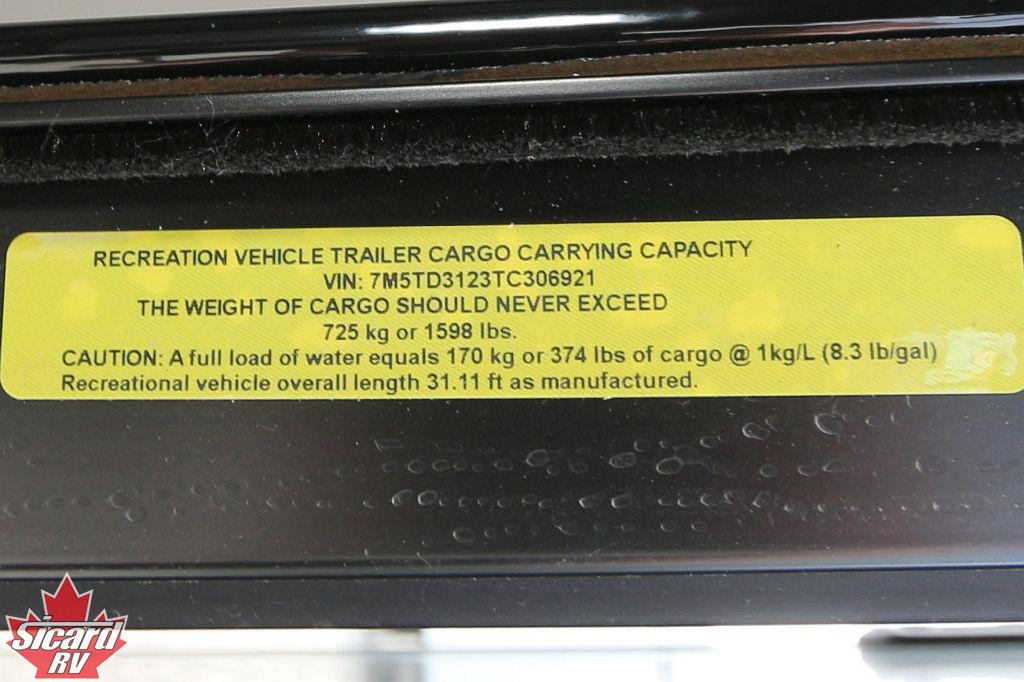 RECREATION VEHICLE TRAILER CARGO CARRYING CAPACITY
VIN: 7M5TD3123TC306921
THE WEIGHT OF CARGO SHOULD NEVER EXCEED
725 kg or 1598 lbs.
CAUTION: A full load of water equals 170 kg or 374 lbs of cargo @ 1kg/L (8.3 lb/gal)
Recreational vehicle overall length 31.11 ft as manufactured.
Sicard
RV